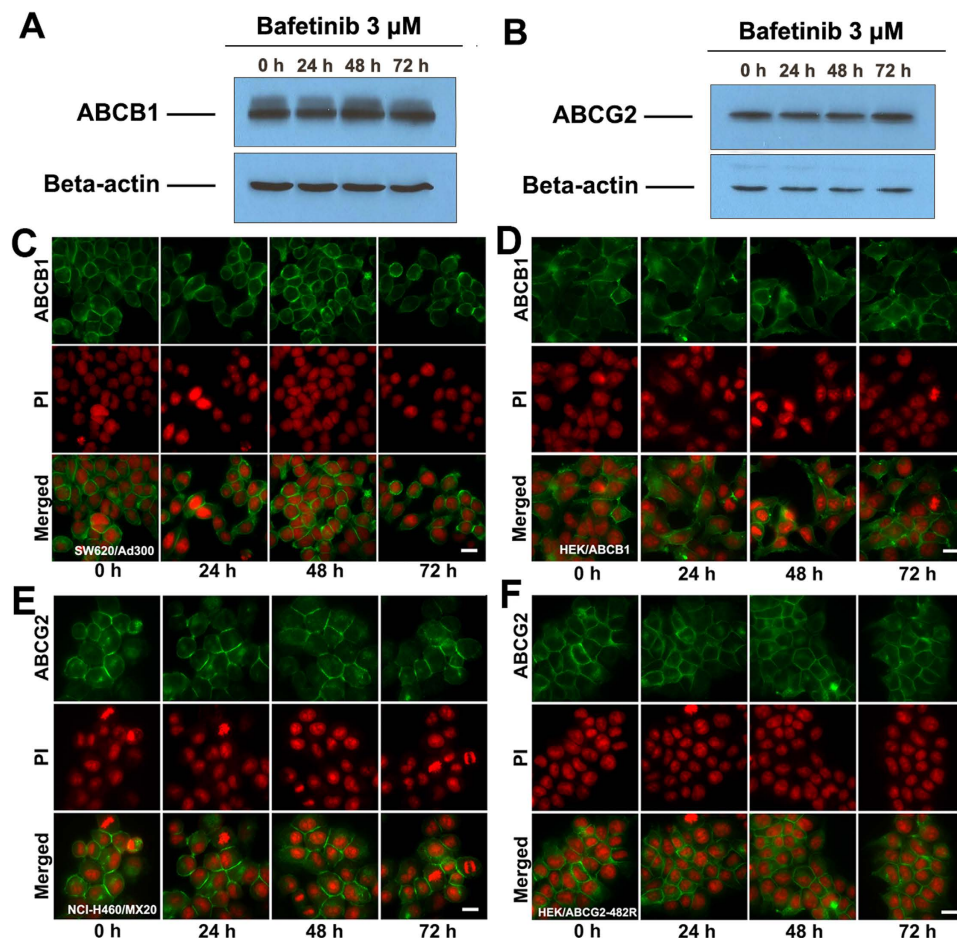 A
Bafetinib 3 µM
0 h 24 h 48 h 72 h
ABCB1
Beta-actin
B
Bafetinib 3 µM
0 h 24 h 48 h 72 h
ABCG2
Beta-actin
C
ABCB1
PI
Merged
SW620/Ad300
0 h 24 h 48 h 72 h
D
ABCB1
PI
Merged
HEK/ABCB1
0 h 24 h 48 h 72 h
E
ABCG2
PI
Merged
NCI-H460/MX20
0 h 24 h 48 h 72 h
F
ABCG2
PI
Merged
HEK/ABCG2-482R
0 h 24 h 48 h 72 h